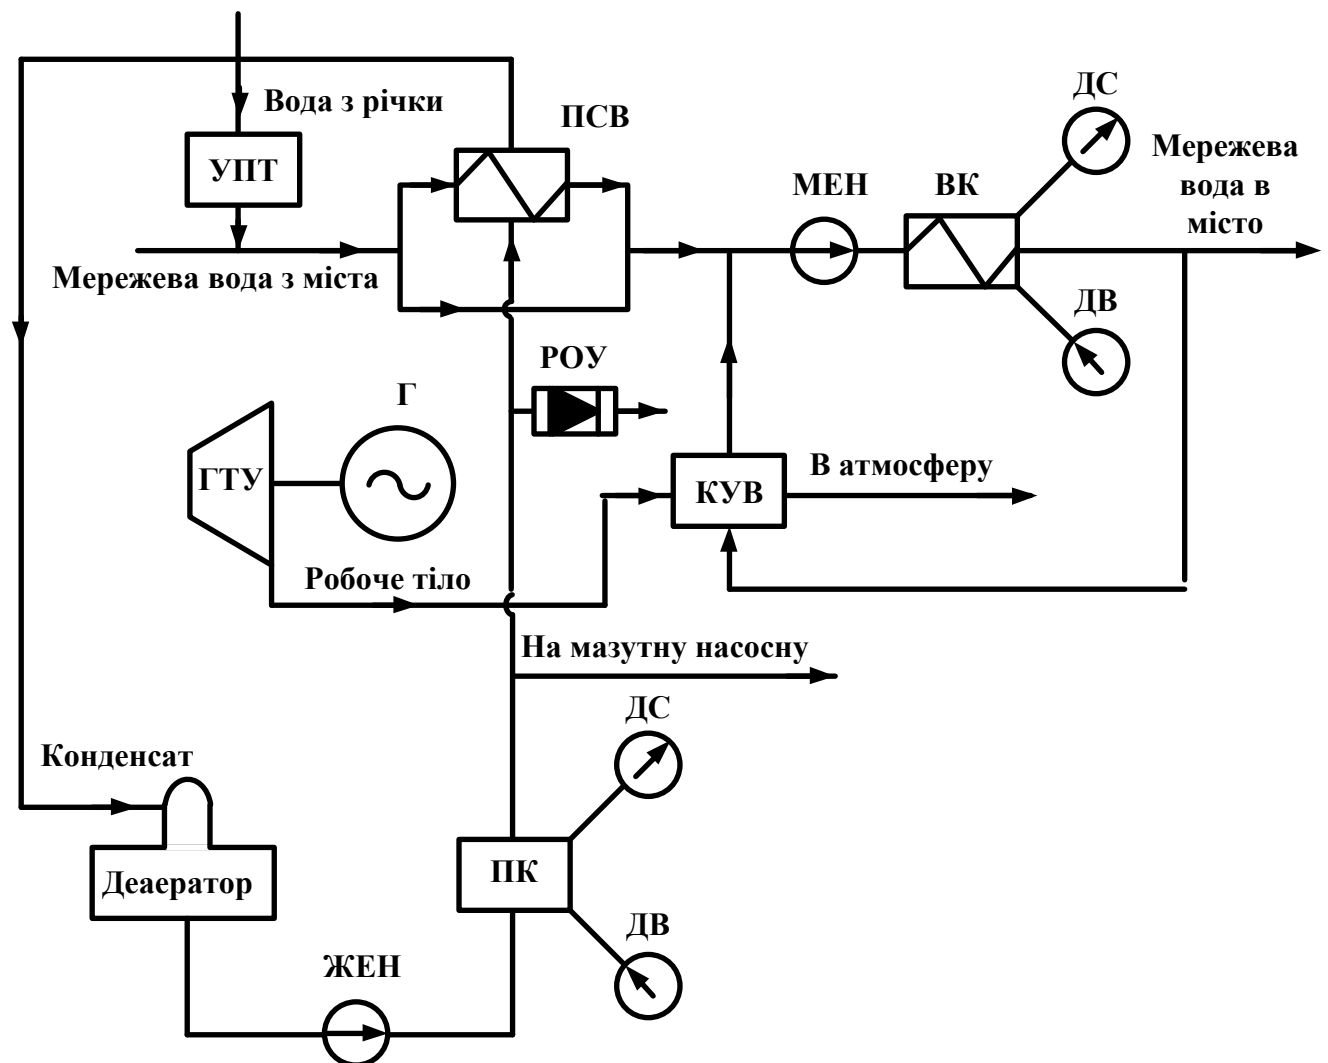 Вода з річки
ПСВ
ДС
Мережева
вода в
місто
УПТ
МЕН
ВК
Мережева вода з міста
ДВ
РОУ
Г
ГТУ
КУВ
В атмосферу
Робоче тіло
На мазутну насосну
ДС
Конденсат
Деаератор
ПК
ДВ
ЖЕН